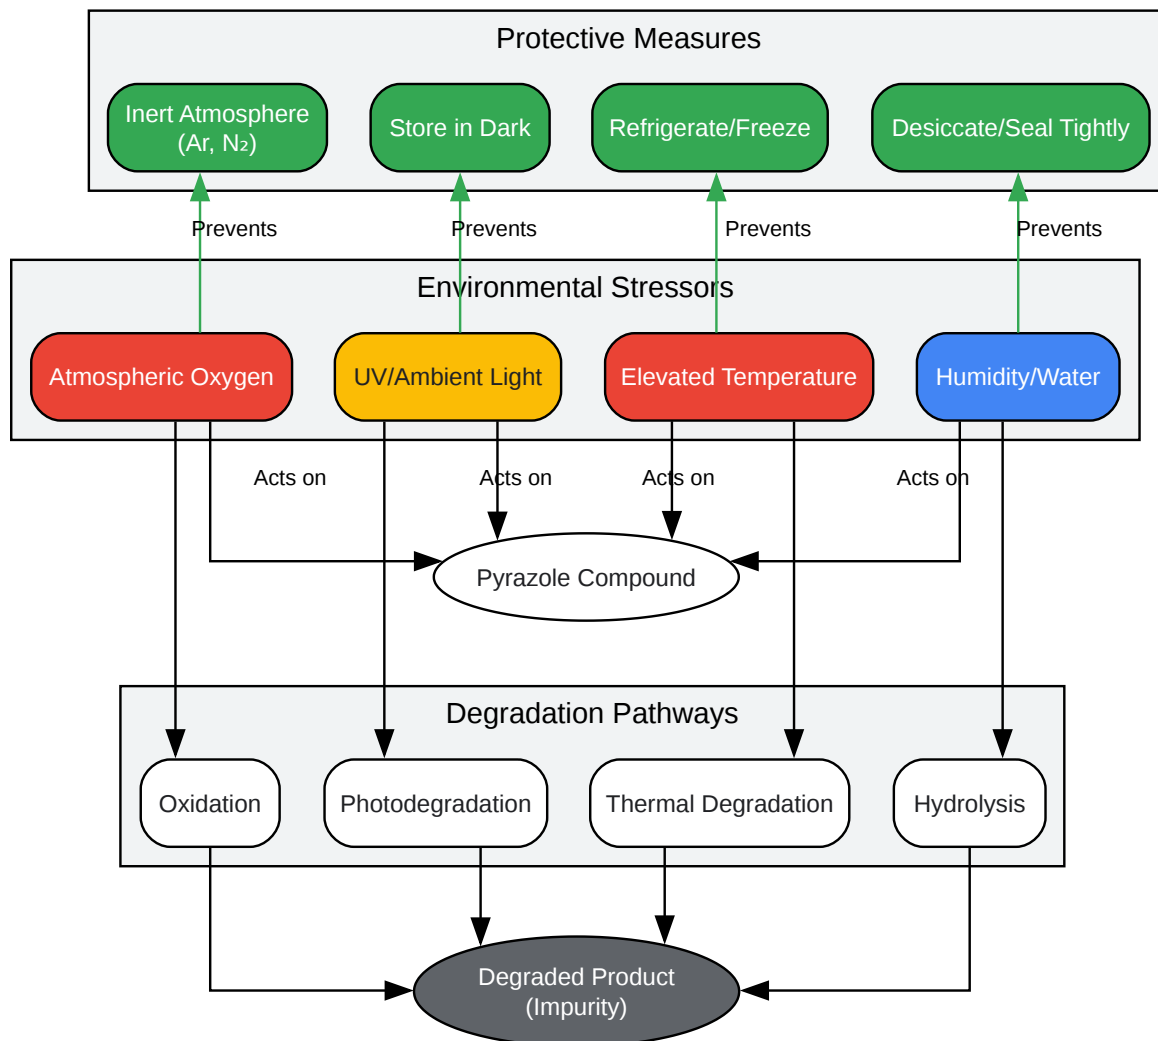 Protective Measures
Inert Atmosphere
(Ar, N₂)
Store in Dark
Refrigerate/Freeze
Desiccate/Seal Tightly
Prevents
Prevents
Prevents
Prevents
Environmental Stressors
Atmospheric Oxygen
UV/Ambient Light
Elevated Temperature
Humidity/Water
Acts on
Acts on
Acts on
Acts on
Pyrazole Compound
Degradation Pathways
Oxidation
Photodegradation
Thermal Degradation
Hydrolysis
Degraded Product
(Impurity)